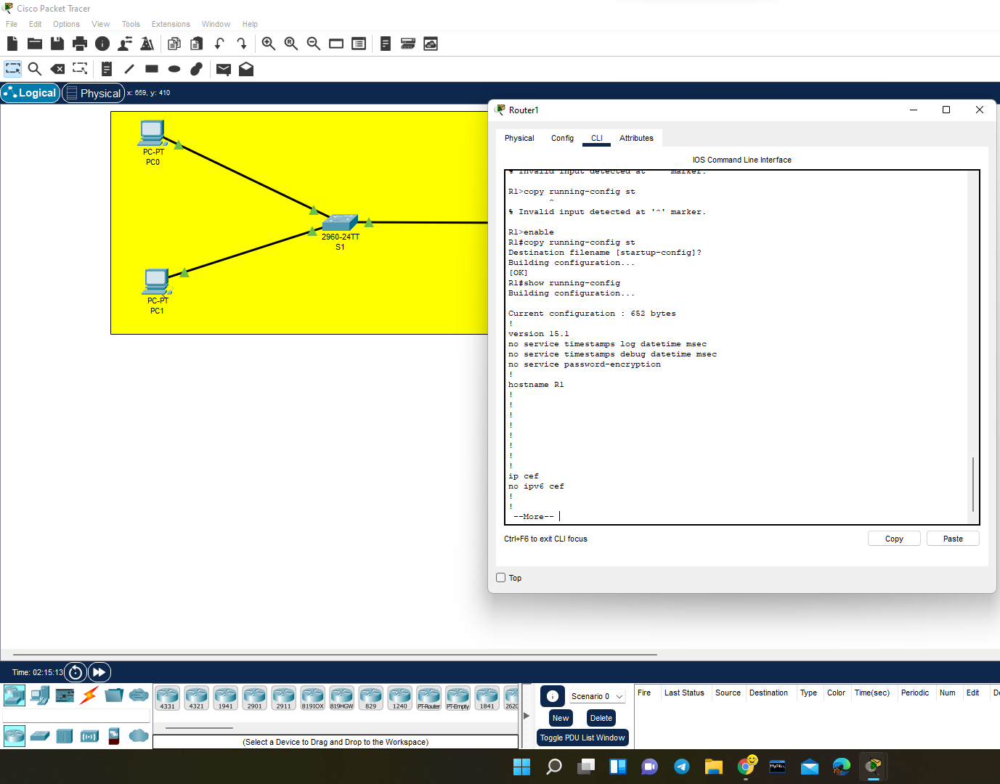 Cisco Packet Tracer
File Edit Options View Tools Extensions Window Help
Logical Physical x: 659, y: 410
PC-PT
PC0
2960-24TT
S1
PC-PT
PC1
Router1
Physical Config CLI Attributes
IOS Command Line Interface
% Invalid input detected at '^' marker.
R1>copy running-config st
^
% Invalid input detected at '^' marker.
R1>enable
R1#copy running-config st
Destination filename [startup-config]?
Building configuration...
[OK]
R1#show running-config
Building configuration...
Current configuration : 652 bytes
!
version 15.1
no service timestamps log datetime msec
no service timestamps debug datetime msec
no service password-encryption
!
hostname R1
!
!
!
!
!
!
!
!
ip cef
no ipv6 cef
!
!
--More--
Ctrl+F6 to exit CLI focus
Copy Paste
Top
Time: 02:15:13
4331 4321 1941 2901 2911 819IOX 819HGW 829 1240 PT-Router PT-Empty 1841 2620
(Select a Device to Drag and Drop to the Workspace)
Scenario 0
New Delete
Toggle PDU List Window
Fire Last Status Source Destination Type Color Time(sec) Periodic Num Edit De
MySQL